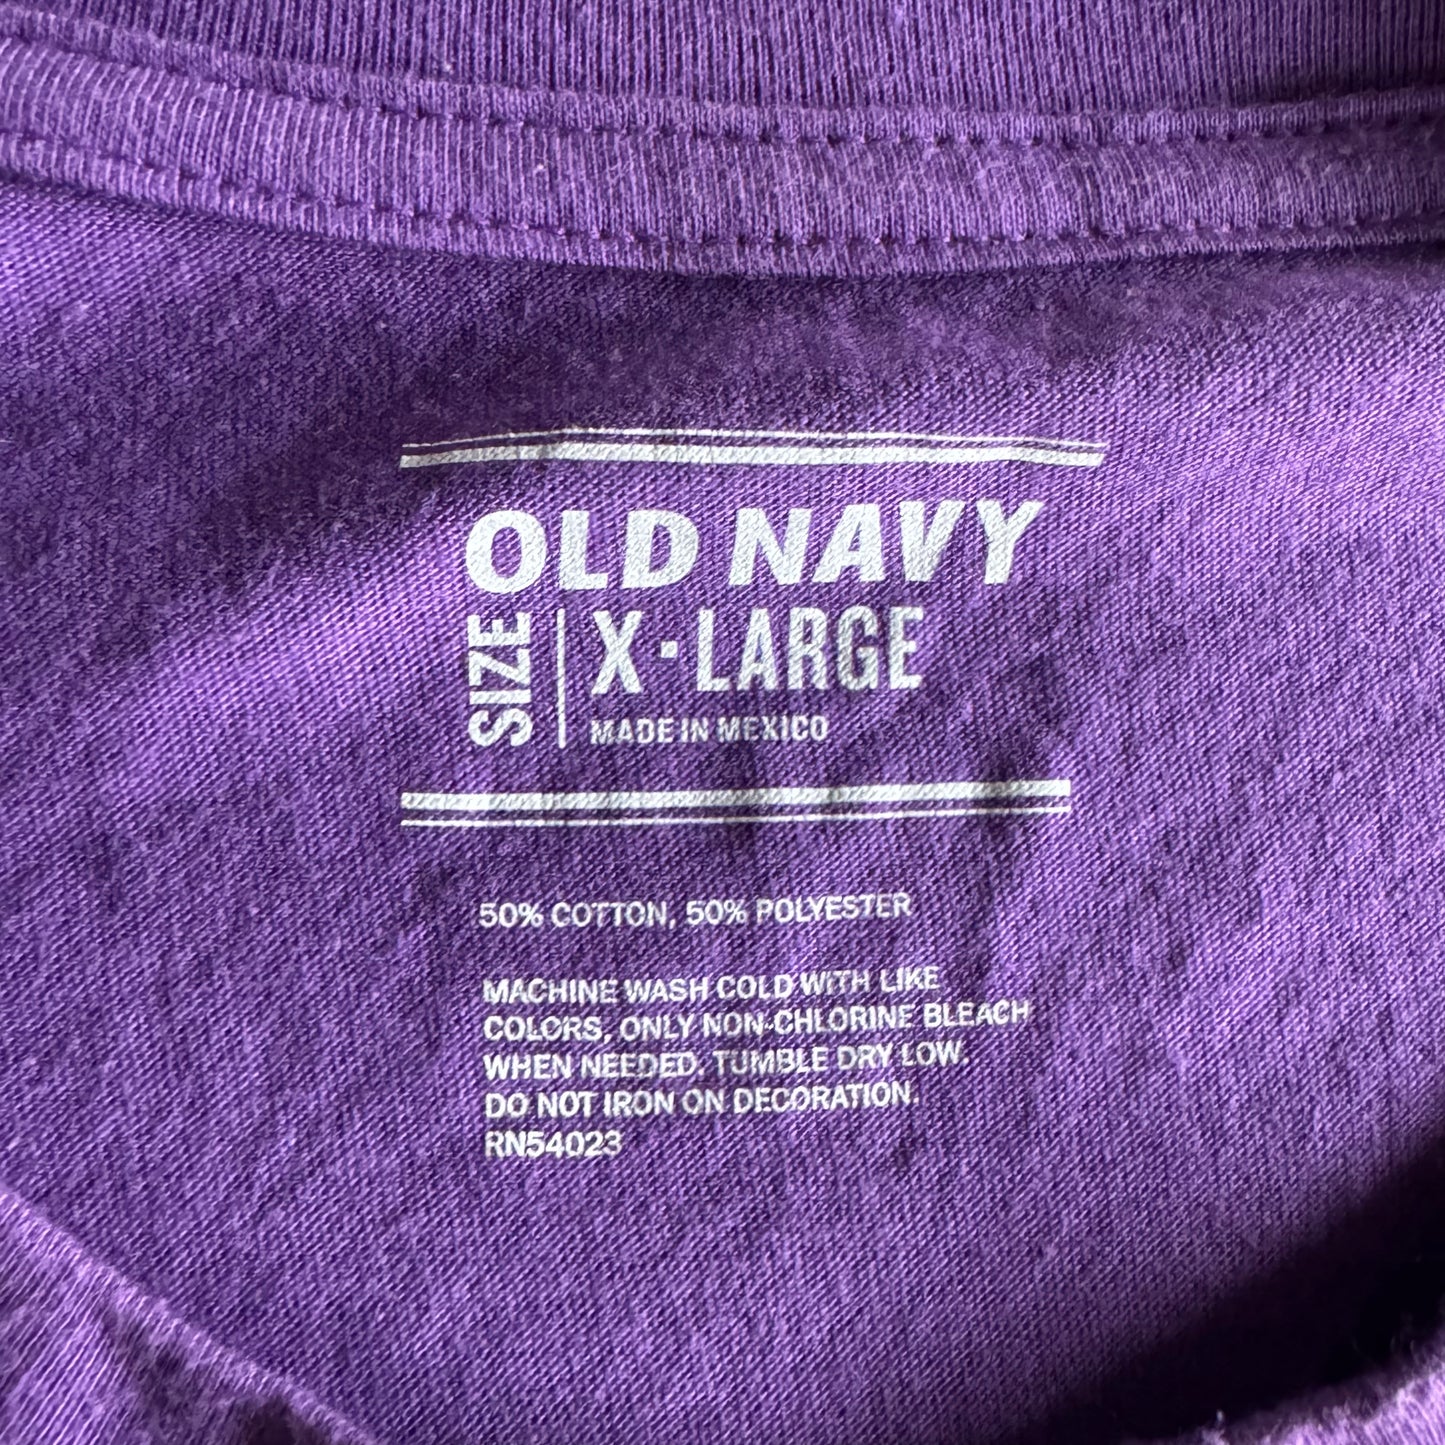 OLD NAVY
SIZE
X-LARGE
MADE IN MEXICO
50% COTTON, 50% POLYESTER
MACHINE WASH COLD WITH LIKE
COLORS, ONLY NON-CHLORINE BLEACH
WHEN NEEDED. TUMBLE DRY LOW.
DO NOT IRON ON DECORATION.
RN54023